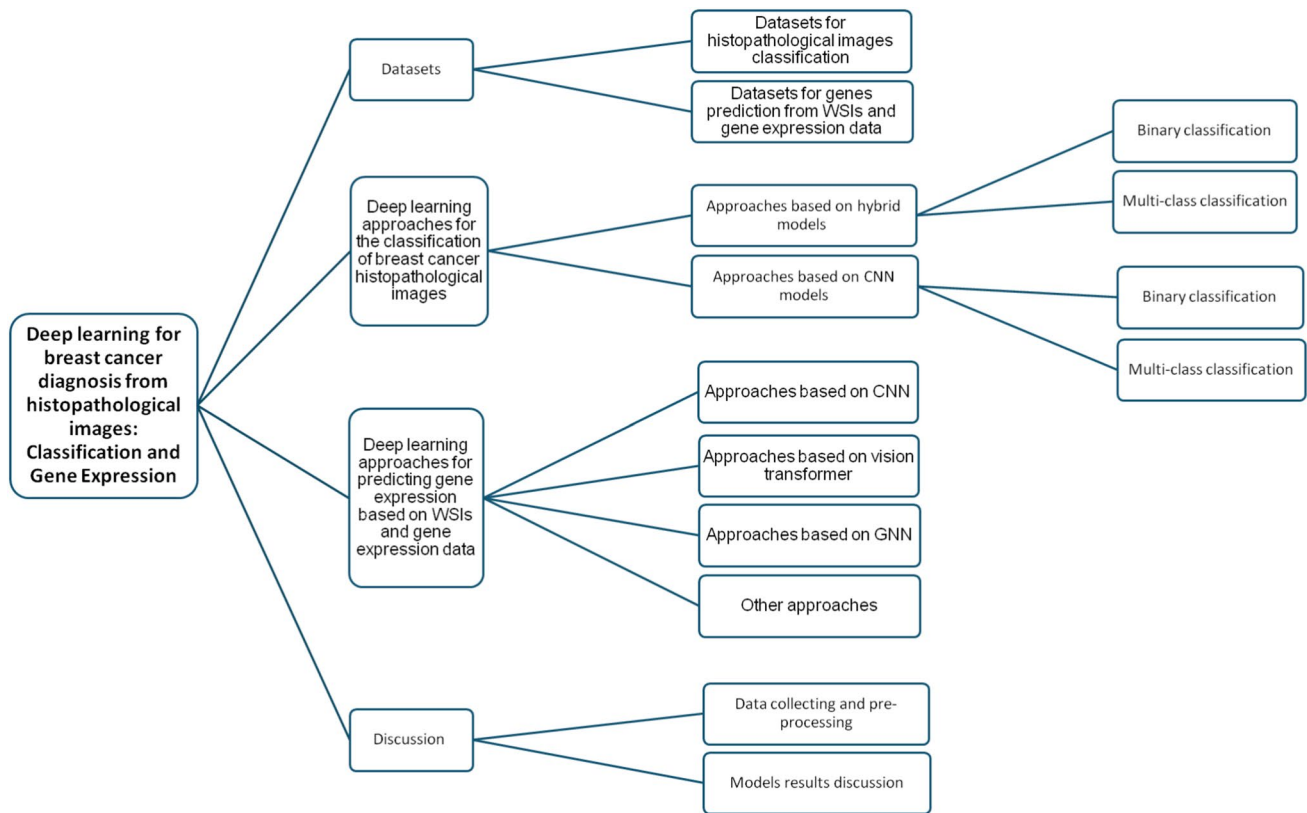 Deep learning for
breast cancer
diagnosis from
histopathological
images:
Classification and
Gene Expression
Datasets
Datasets for
histopathological images
classification
Datasets for genes
prediction from WSIs and
gene expression data
Deep learning
approaches for
the classification
of breast cancer
histopathological
images
Approaches based on hybrid
models
Binary classification
Multi-class classification
Approaches based on CNN
models
Binary classification
Multi-class classification
Deep learning
approaches for
predicting gene
expression
based on WSIs
and gene
expression data
Approaches based on CNN
Approaches based on vision
transformer
Approaches based on GNN
Other approaches
Discussion
Data collecting and pre-
processing
Models results discussion